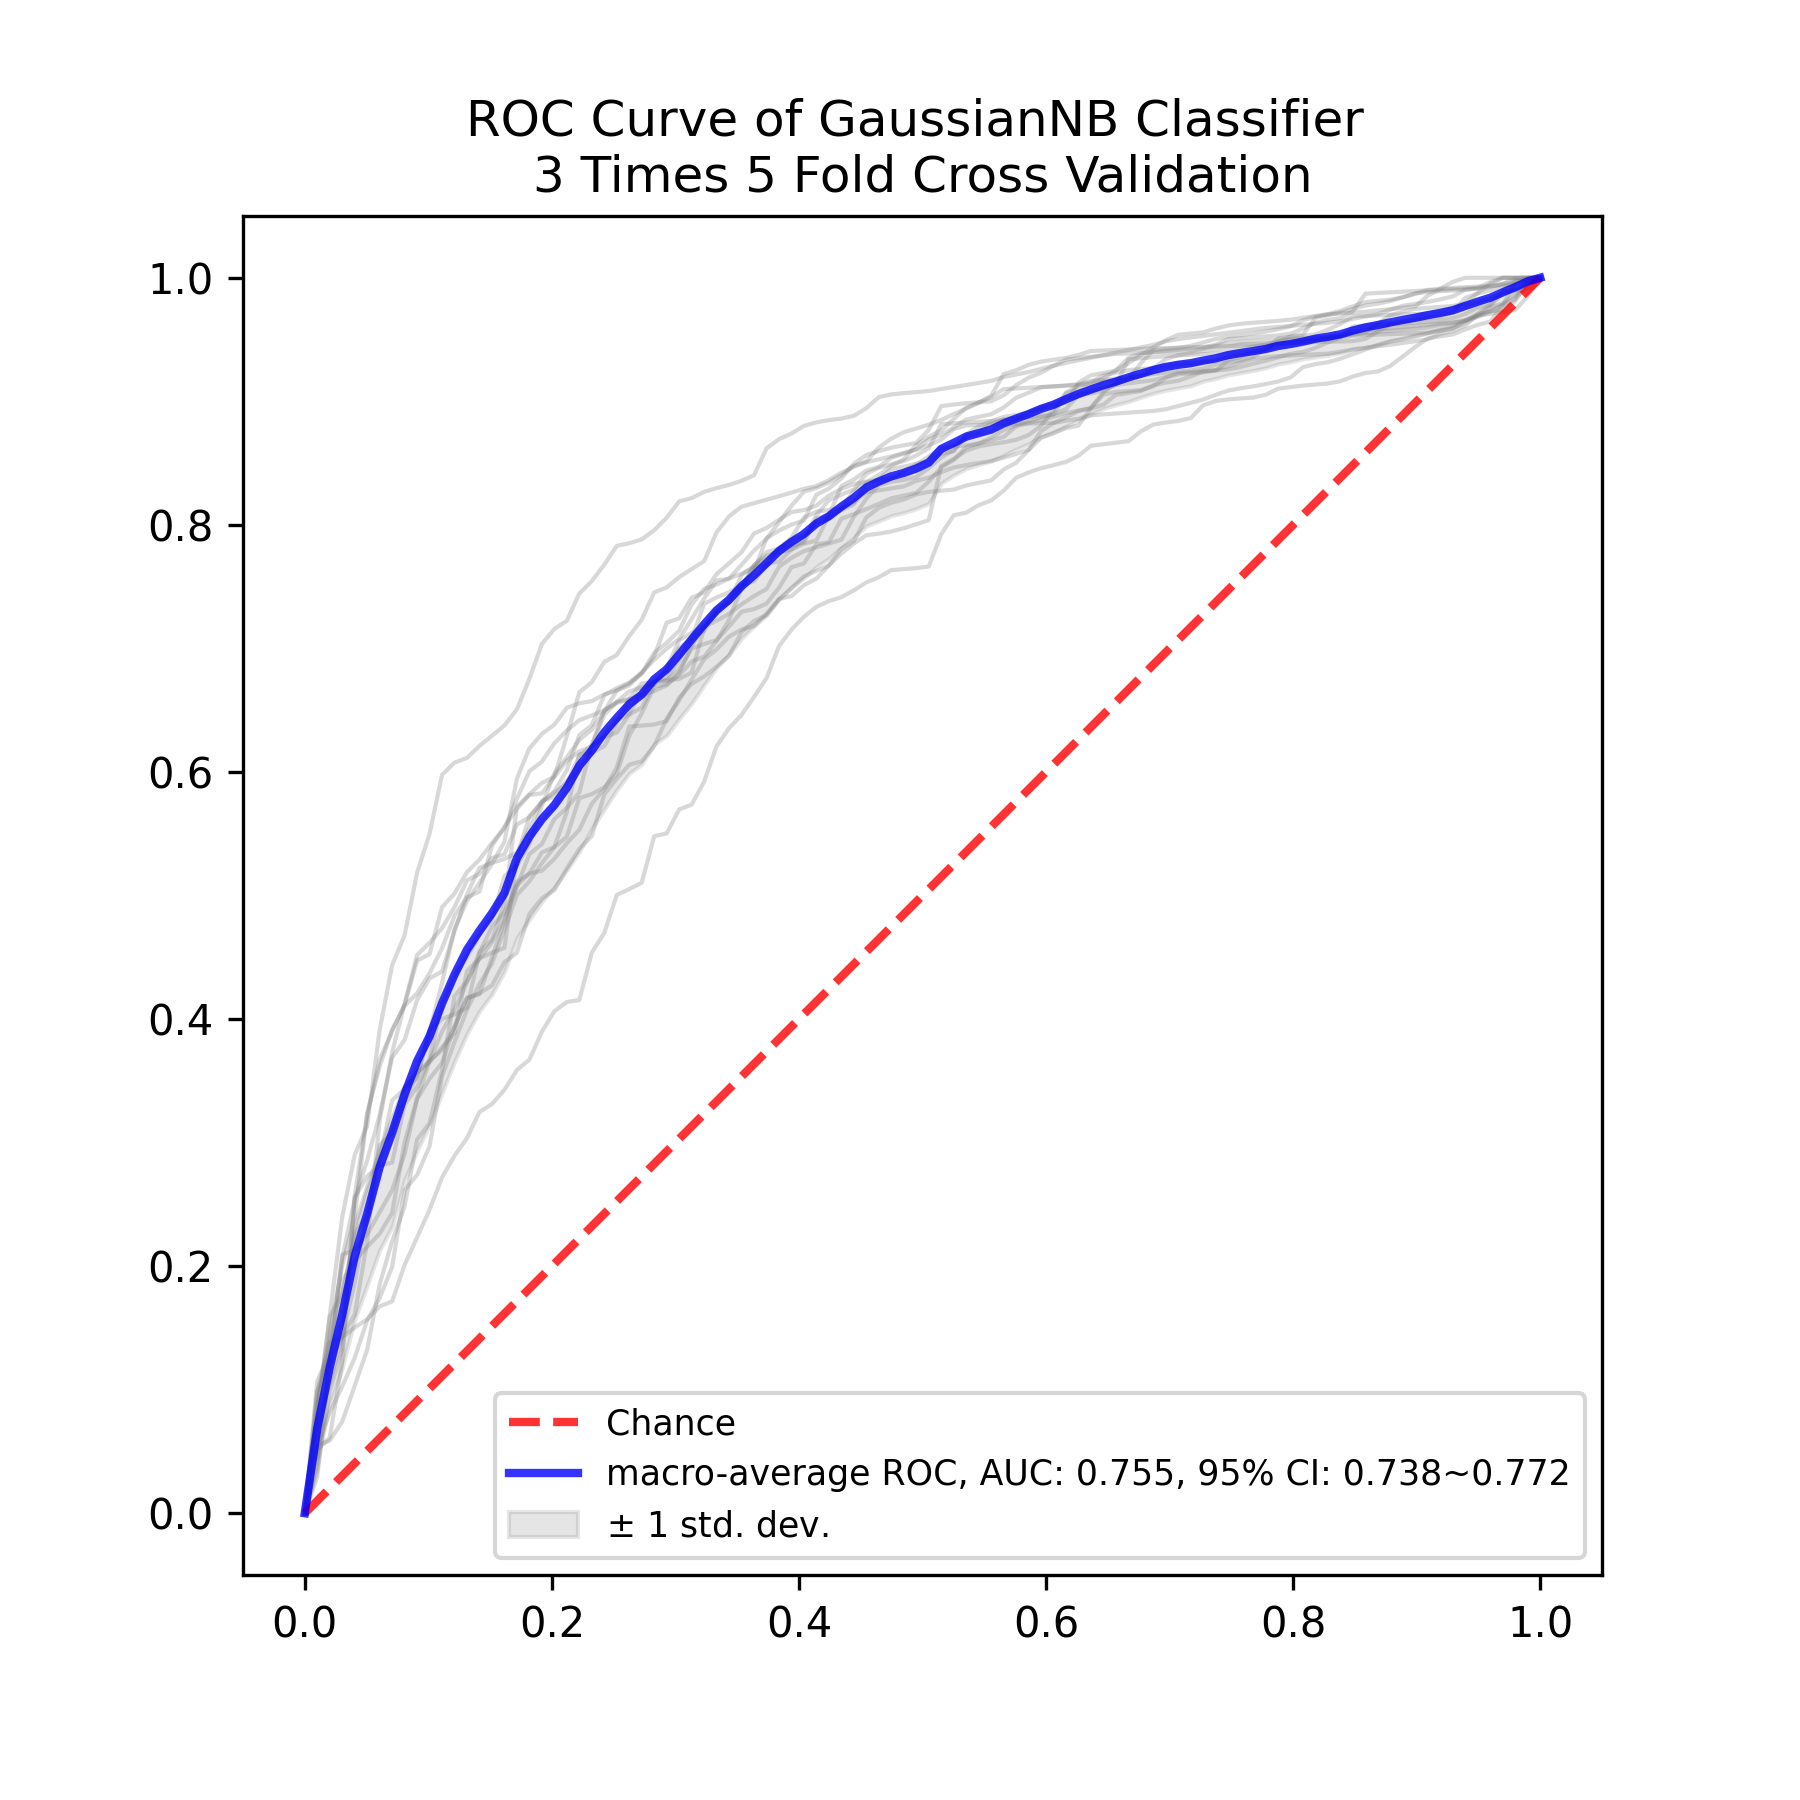 ROC Curve of GaussianNB Classifier
3 Times 5 Fold Cross Validation
1.0
0.8
0.6
0.4
0.2
0.0
Chance
macro-average ROC, AUC: 0.755, 95% CI: 0.738~0.772
± 1 std. dev.
0.0 0.2 0.4 0.6 0.8 1.0